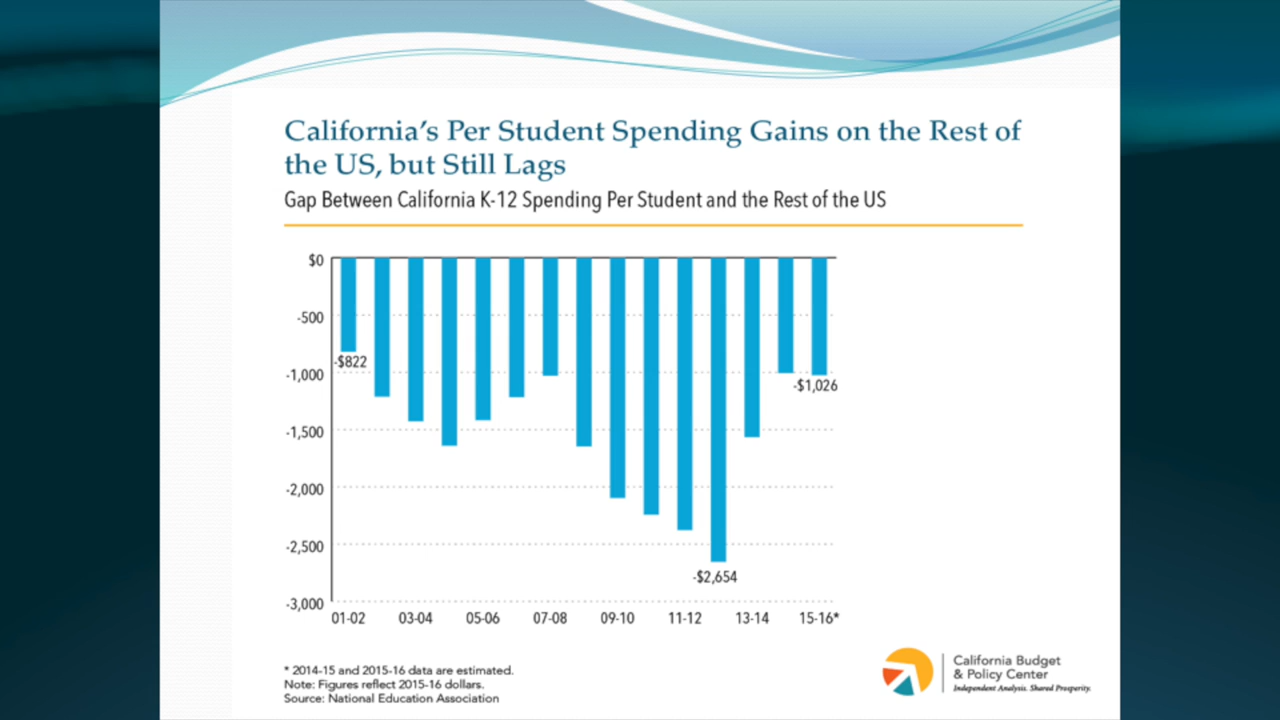 California's Per Student Spending Gains on the Rest of
the US, but Still Lags
Gap Between California K-12 Spending Per Student and the Rest of the US
$0
-500
-$822
-1,000
-$1,026
-1,500
-2,000
-2,500
-$2,654
-3,000
01-02 03-04 05-06 07-08 09-10 11-12 13-14 15-16*
* 2014-15 and 2015-16 data are estimated.
Note: Figures reflect 2015-16 dollars.
Source: National Education Association
California Budget
& Policy Center
Independent Analysis. Shared Prosperity.